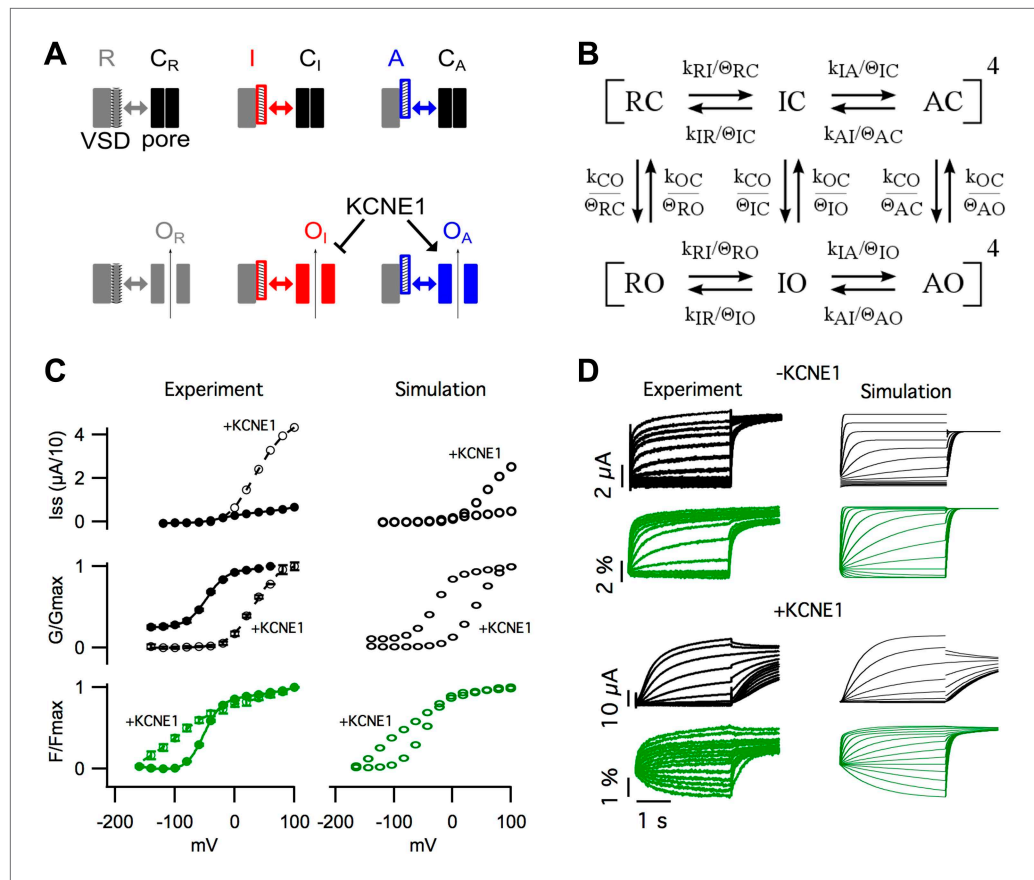 A
R C_R I C_I A C_A
VSD pore
KCNE1
O_R O_I O_A
B
4
k_RI/Θ_RC k_IA/Θ_IC
RC IC AC
k_IR/Θ_IC k_AI/Θ_AC
k_CO k_OC k_CO k_OC k_CO k_OC
Θ_RC Θ_RO Θ_IC Θ_IO Θ_AC Θ_AO
k_RI/Θ_RO k_IA/Θ_IO 4
RO IO AO
k_IR/Θ_IO k_AI/Θ_AO
C
Experiment Simulation
Iss (µA/10)
4
2
0
+KCNE1
+KCNE1
G/Gmax
1
0
+KCNE1
+KCNE1
F/Fmax
1
0
+KCNE1
+KCNE1
-200 -100 0 100 -200 -100 0 100
mV mV
D
Experiment -KCNE1 Simulation
2 µA
2 %
+KCNE1
10 µA
1 %
1 s